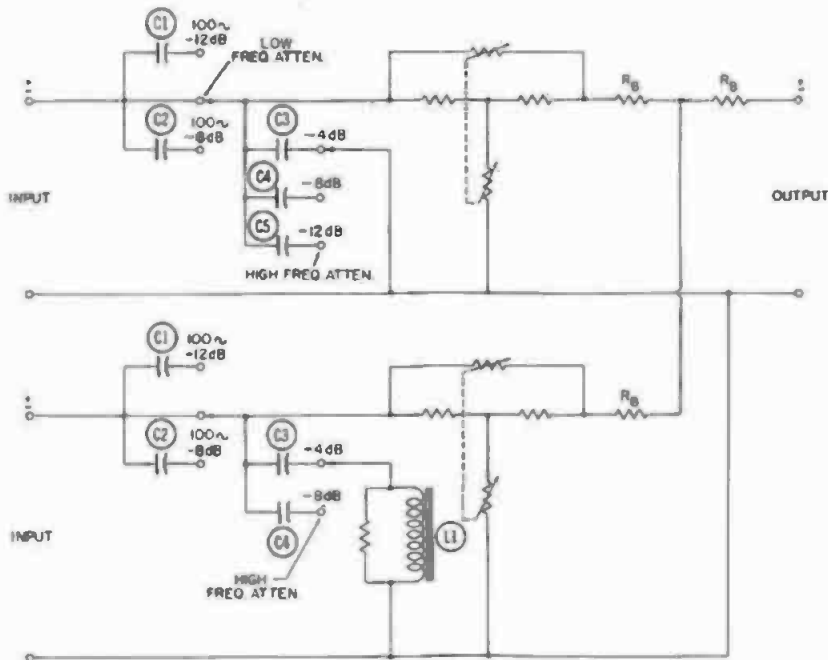 C1
100~
-12dB
LOW
FREQ ATTEN.
±
C2
100~
-8dB
C3
-4dB
C4
-8dB
C5
-12dB
HIGH FREQ ATTEN.
INPUT
RB
RB
±
OUTPUT
C1
100~
-12dB
±
C2
100~
-8dB
C3
-4dB
-8dB
C4
HIGH
FREQ ATTEN
INPUT
L1
RB